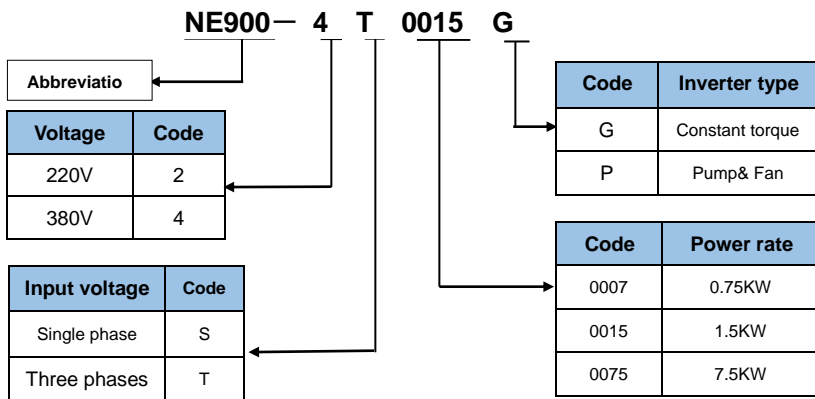 NE900— 4 T 0015 G
Abbreviatio
Voltage Code
220V 2
380V 4
Input voltage Code
Single phase S
Three phases T
Code Inverter type
G Constant torque
P Pump& Fan
Code Power rate
0007 0.75KW
0015 1.5KW
0075 7.5KW